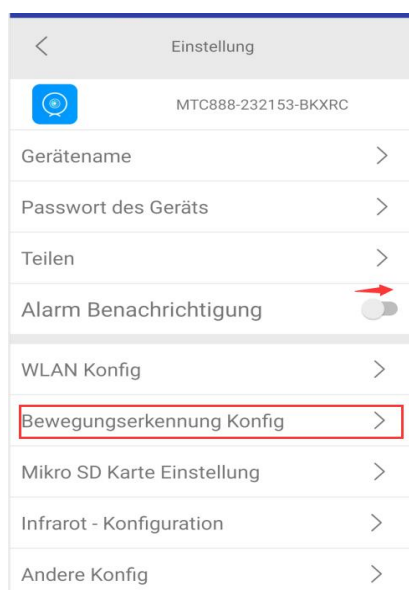 Einstellung
MTC888-232153-BKXRC
Gerätename
Passwort des Geräts
Teilen
Alarm Benachrichtigung
WLAN Konfig
Bewegungserkennung Konfig
Mikro SD Karte Einstellung
Infrarot - Konfiguration
Andere Konfig